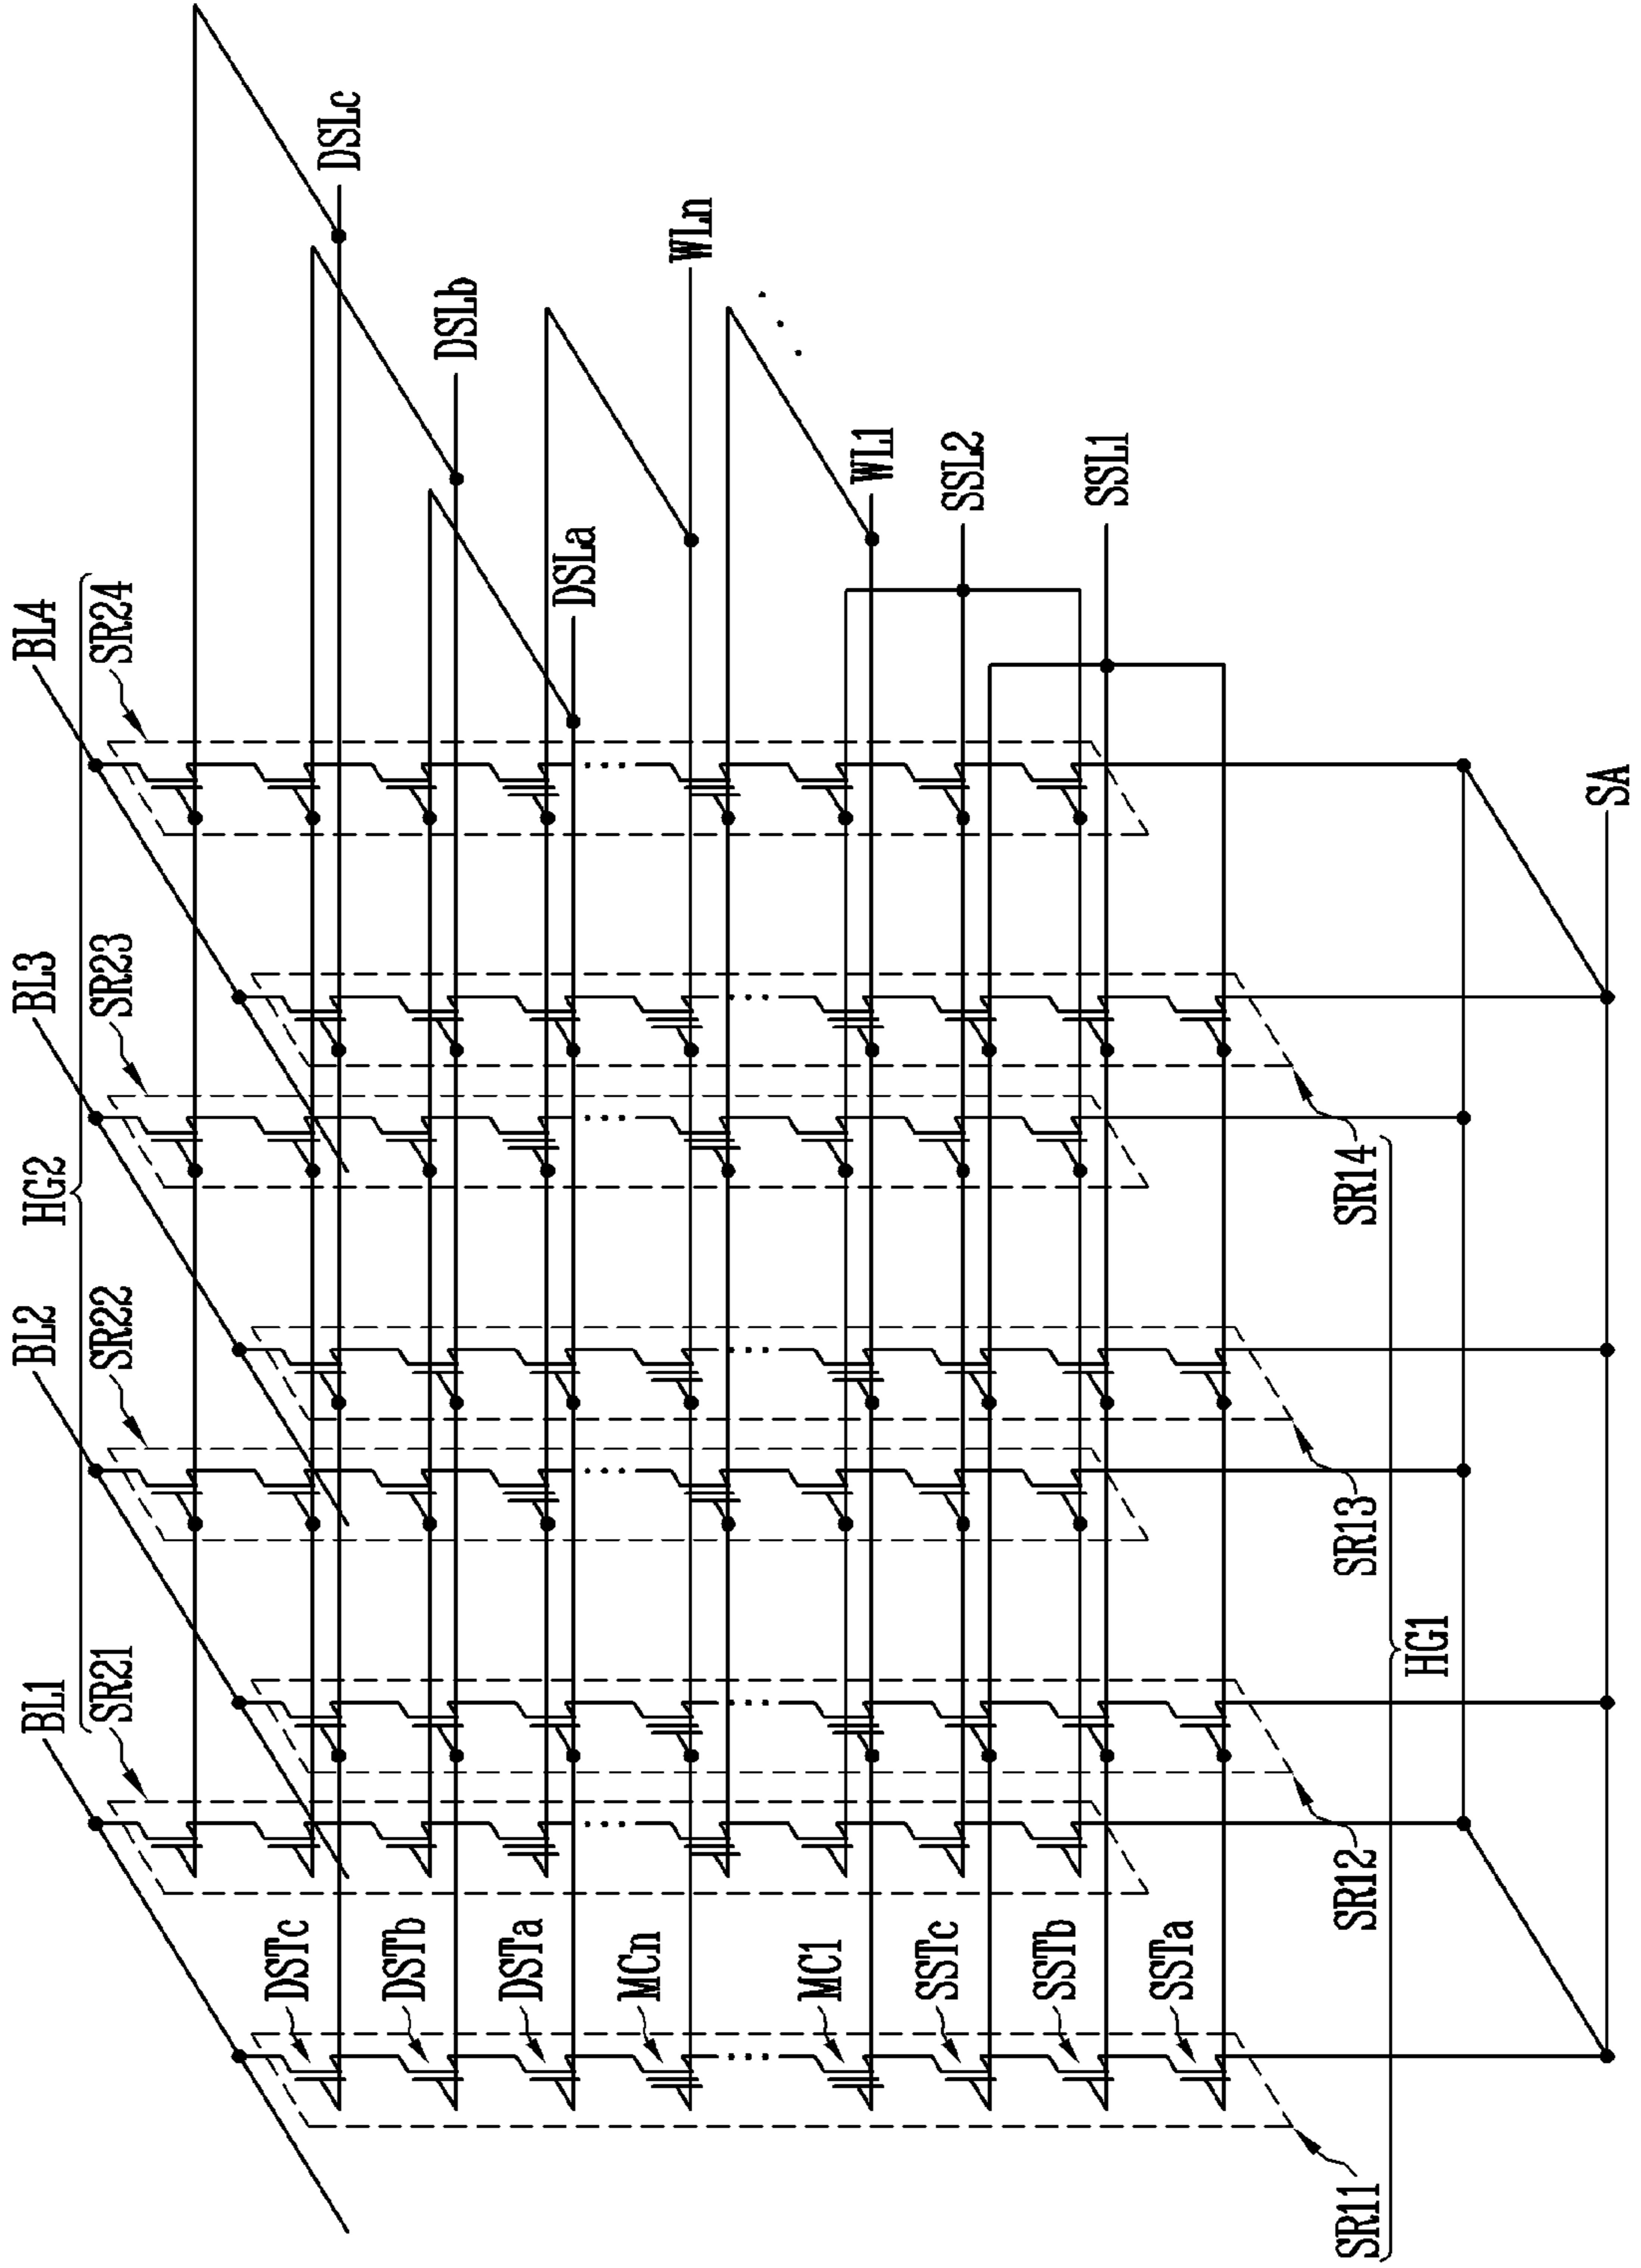 BL1
BL2
BL3
BL4
HG2
SR21
SR22
SR23
SR24
DSTc
DSLc
DSTb
DSLb
DSTa
DSLa
MCn
WLn
MC1
WL1
SSTc
SSL2
SSTb
SSL1
SSTa
SR11
SR12
SR13
SR14
HG1
SA